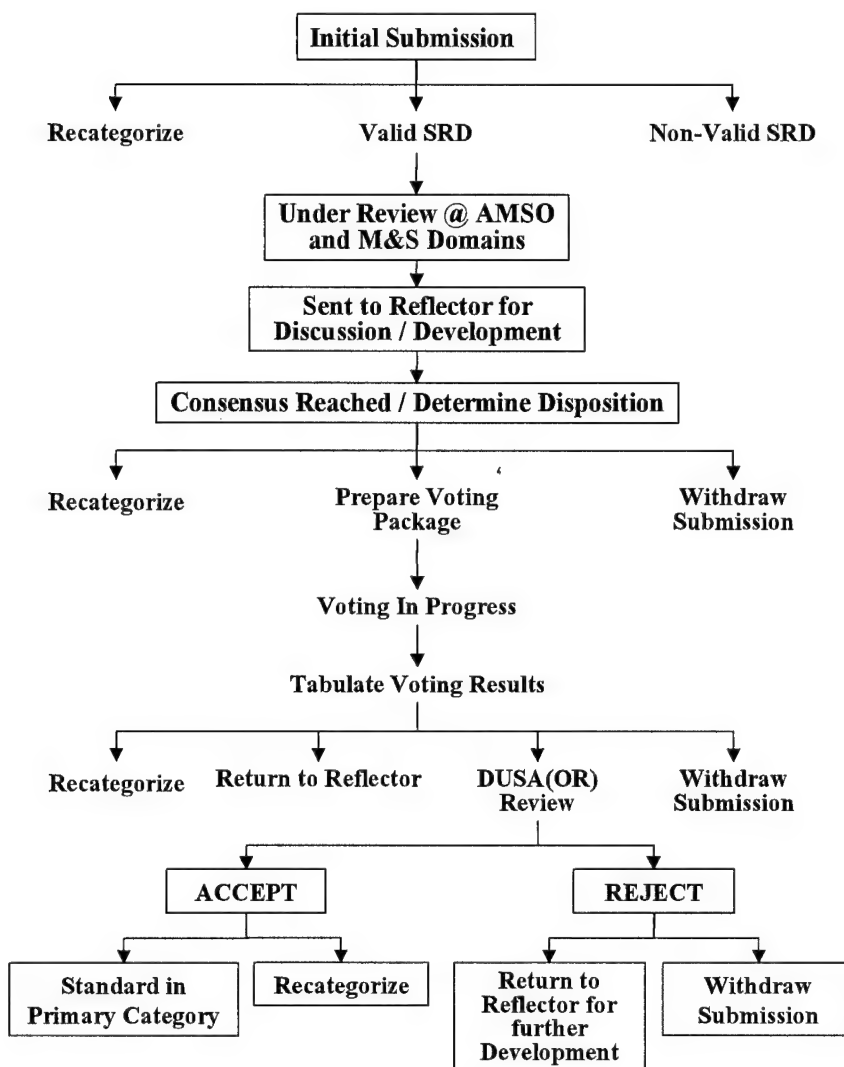 Initial Submission
Recategorize
Valid SRD
Non-Valid SRD
Under Review @ AMSO
and M&S Domains
Sent to Reflector for
Discussion / Development
Consensus Reached / Determine Disposition
Recategorize
Prepare Voting
Package
Withdraw
Submission
Voting In Progress
Tabulate Voting Results
Recategorize
Return to Reflector
DUSA(OR)
Review
Withdraw
Submission
ACCEPT
REJECT
Standard in
Primary Category
Recategorize
Return to
Reflector for
further
Development
Withdraw
Submission